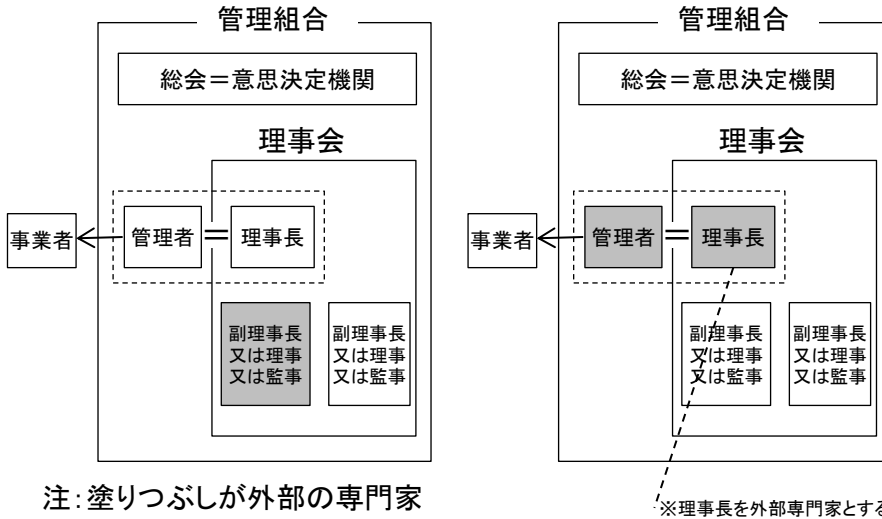 管理組合
総会＝意思決定機関
理事会
事業者
管理者
＝
理事長
副理事長
又は理事
又は監事
副理事長
又は理事
又は監事
注：塗りつぶしが外部の専門家
管理組合
総会＝意思決定機関
理事会
事業者
管理者
＝
理事長
副理事長
又は理事
又は監事
副理事長
又は理事
又は監事
※理事長を外部専門家とする